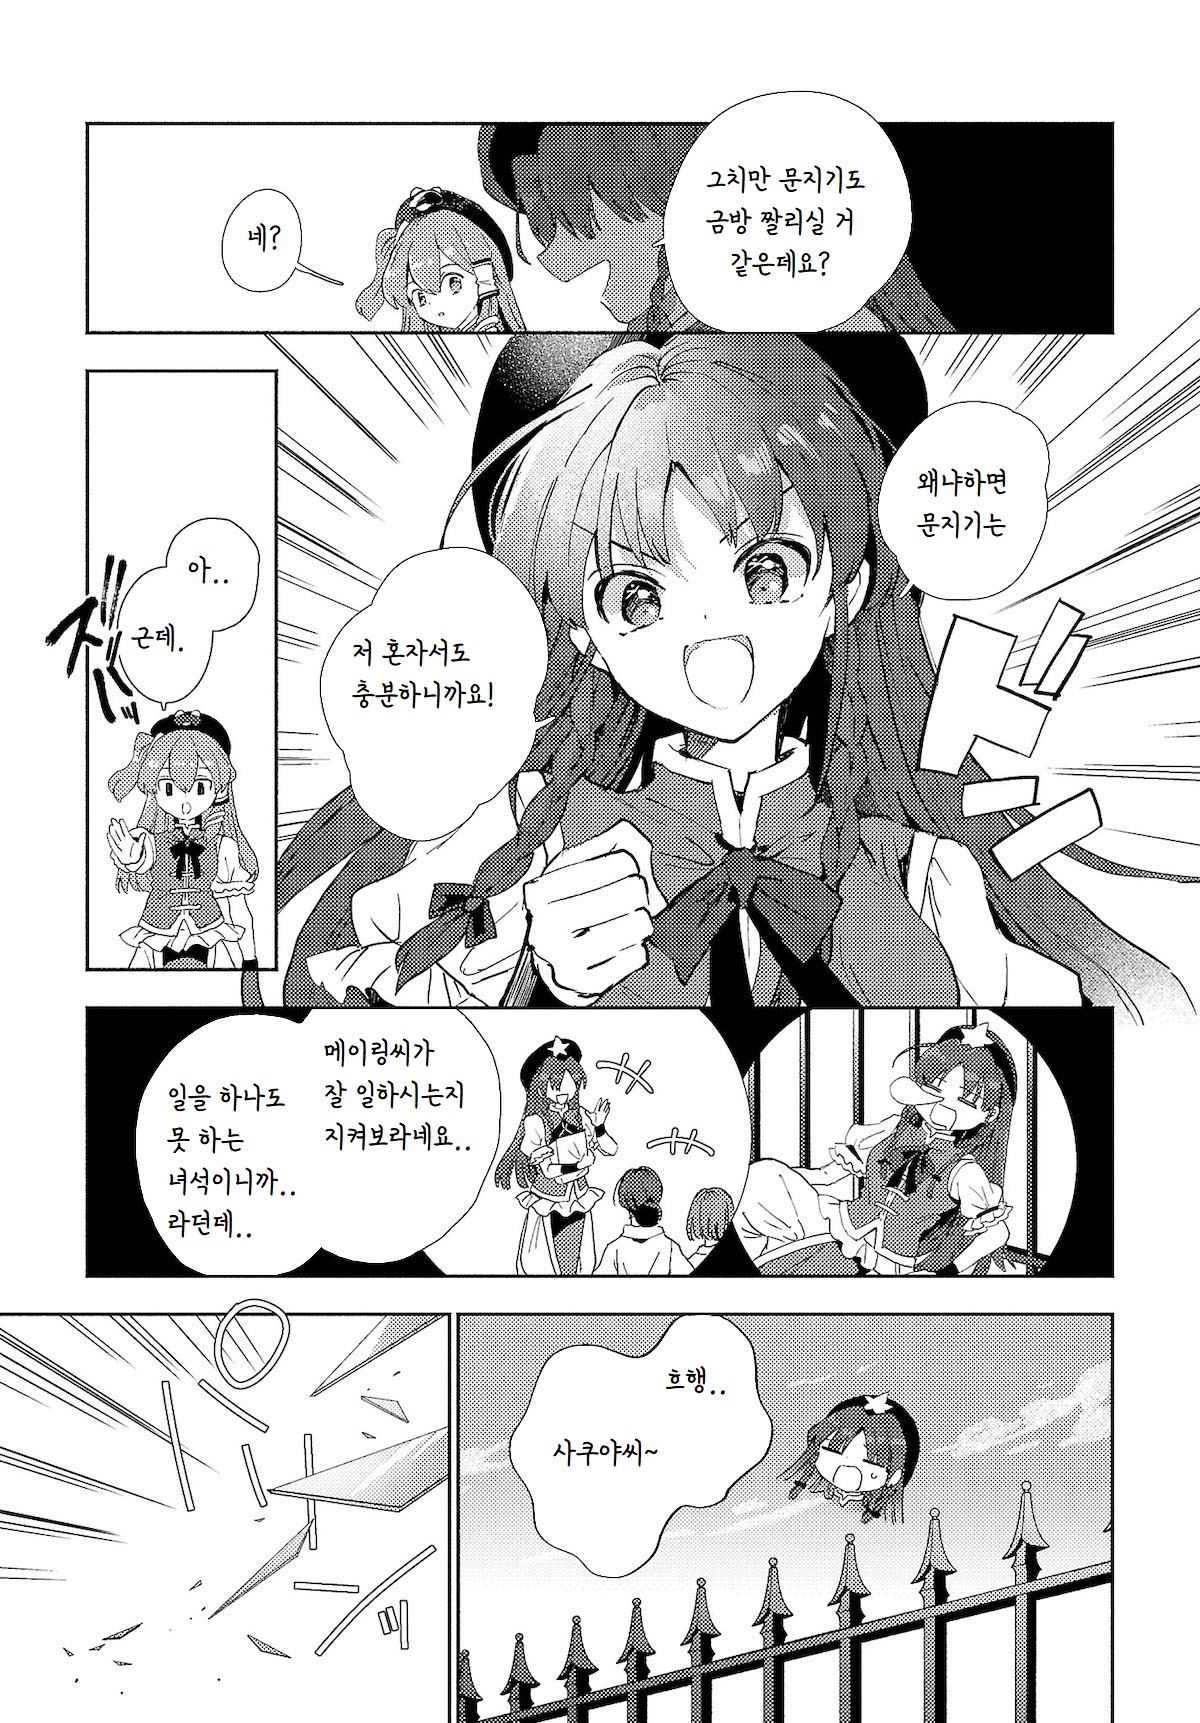 그치만 문지기도
금방 짤리실 거
같은데요?
네?
왜냐하면
문지기는
저 혼자서도
충분하니까요!
아..
근데.
메이링씨가
잘 일하시는지
지켜보라네요..
일을 하나도
못 하는
녀석이니까..
라던데..
흐행..
사쿠야씨~